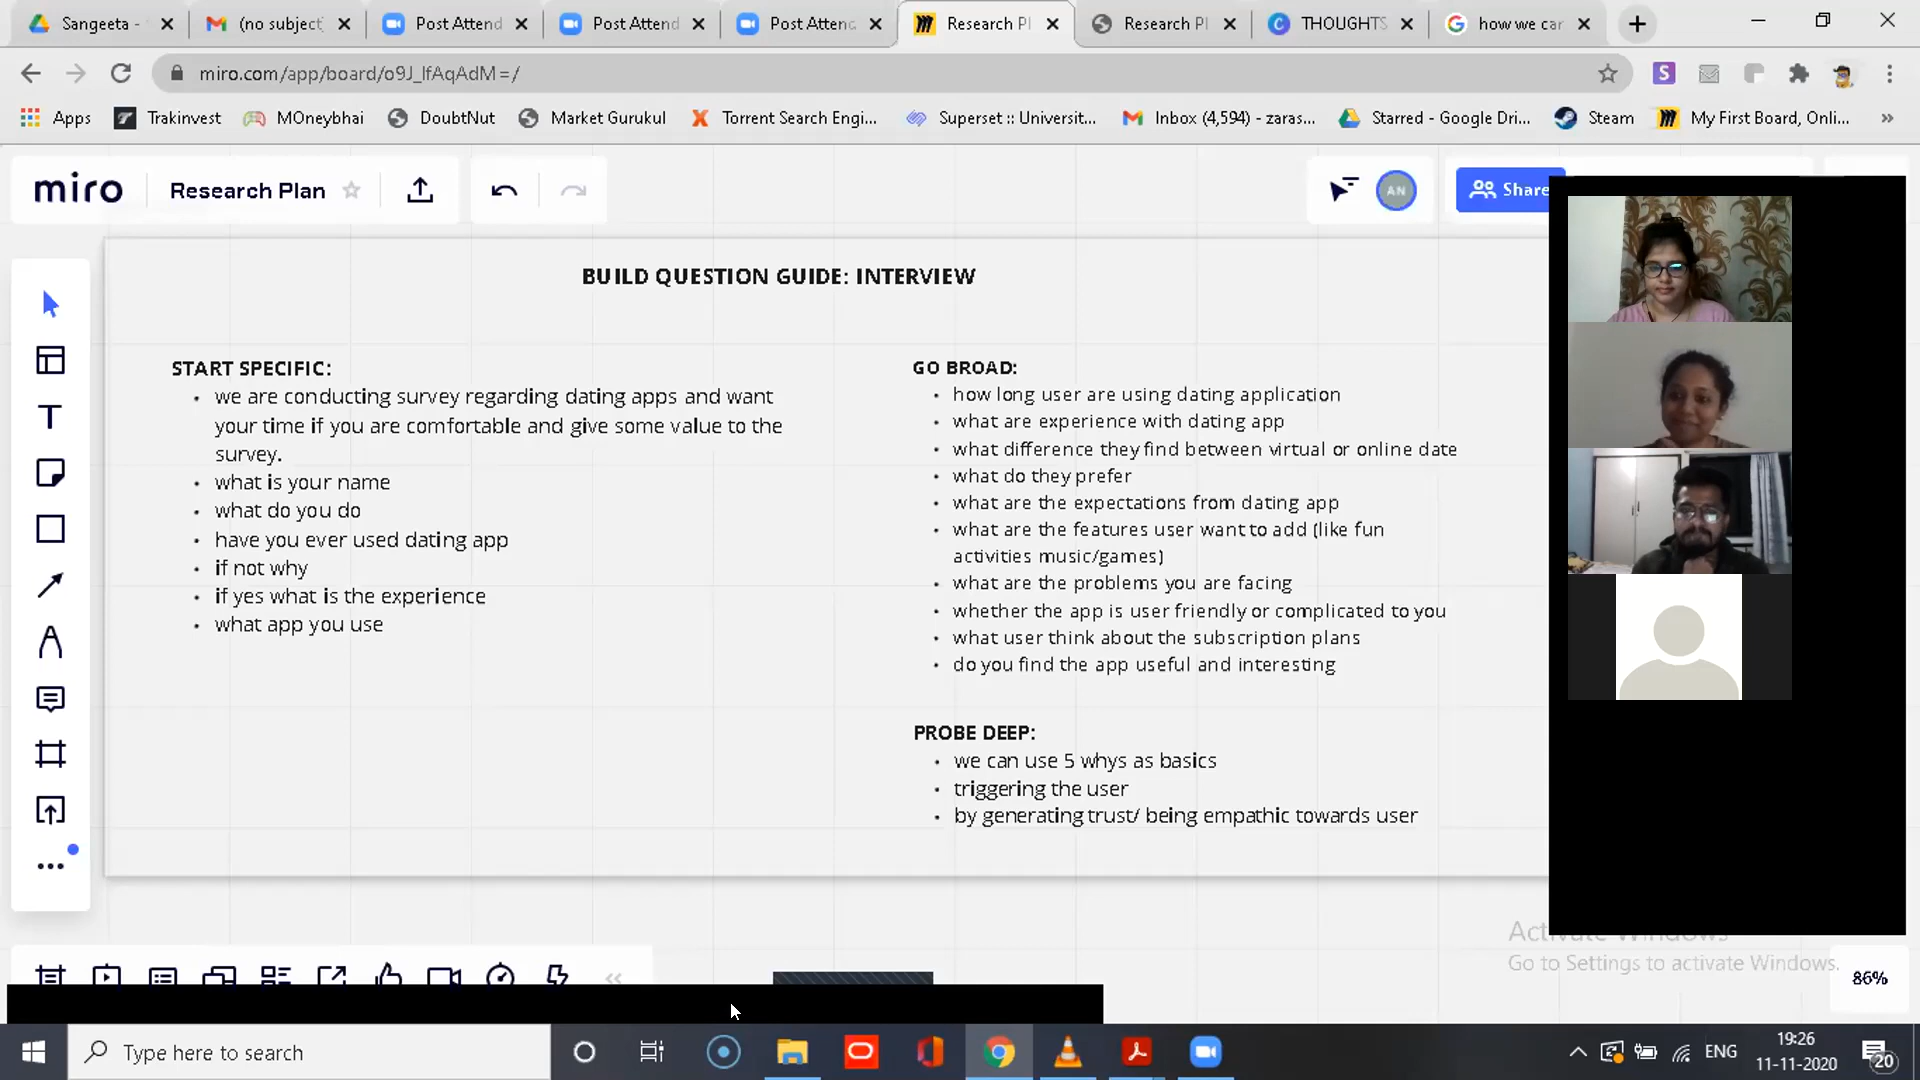 Sangeeta -
(no subject
Post Attend
Post Attend
Post Attend
Research Pl
Research Pl
THOUGHTS
how we car
miro.com/app/board/o9J_lfAqAdM=/
Apps
Trakinvest
MOneybhai
DoubtNut
Market Gurukul
Torrent Search Engi...
Superset :: Universit...
Inbox (4,594) - zaras...
Starred - Google Dri...
Steam
My First Board, Onli...
miro
Research Plan
AN
Share
BUILD QUESTION GUIDE: INTERVIEW
START SPECIFIC:
• we are conducting survey regarding dating apps and want
your time if you are comfortable and give some value to the
survey.
• what is your name
• what do you do
• have you ever used dating app
• if not why
• if yes what is the experience
• what app you use
GO BROAD:
• how long user are using dating application
• what are experience with dating app
• what difference they find between virtual or online date
• what do they prefer
• what are the expectations from dating app
• what are the features user want to add (like fun
activities music/games)
• what are the problems you are facing
• whether the app is user friendly or complicated to you
• what user think about the subscription plans
• do you find the app useful and interesting
PROBE DEEP:
• we can use 5 whys as basics
• triggering the user
• by generating trust/ being empathic towards user
Activate Windows
Go to Settings to activate Windows.
86%
Type here to search
ENG
19:26
11-11-2020
20